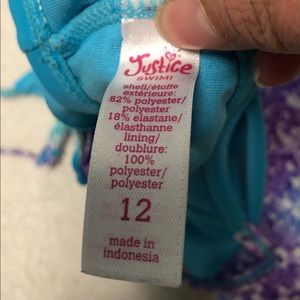 Justice
SWIM!
shell/étoffe
extérieure:
82% polyester/
polyester
18% elastane/
élasthanne
lining/
doublure:
100%
polyester/
polyester
12
made in
indonesia